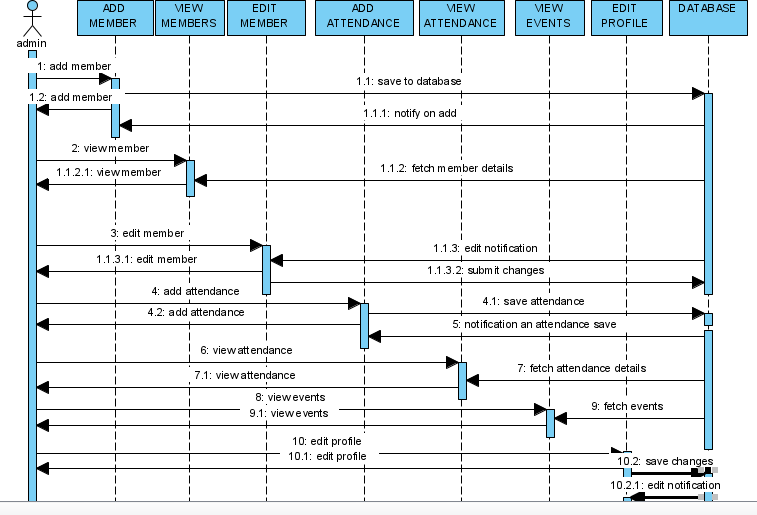 ADD
MEMBER
VIEW
MEMBERS
EDIT
MEMBER
ADD
ATTENDANCE
VIEW
ATTENDANCE
VIEW
EVENTS
EDIT
PROFILE
DATABASE
admin
1: add member
1.1: save to database
1.2: add member
1.1.1: notify on add
2: view member
1.1.2: fetch member details
1.1.2.1: view member
3: edit member
1.1.3: edit notification
1.1.3.1: edit member
1.1.3.2: submit changes
4: add attendance
4.1: save attendance
4.2: add attendance
5: notification an attendance save
6: view attendance
7: fetch attendance details
7.1: view attendance
8: view events
9: fetch events
9.1: view events
10: edit profile
10.1: edit profile
10.2: save changes
10.2.1: edit notification